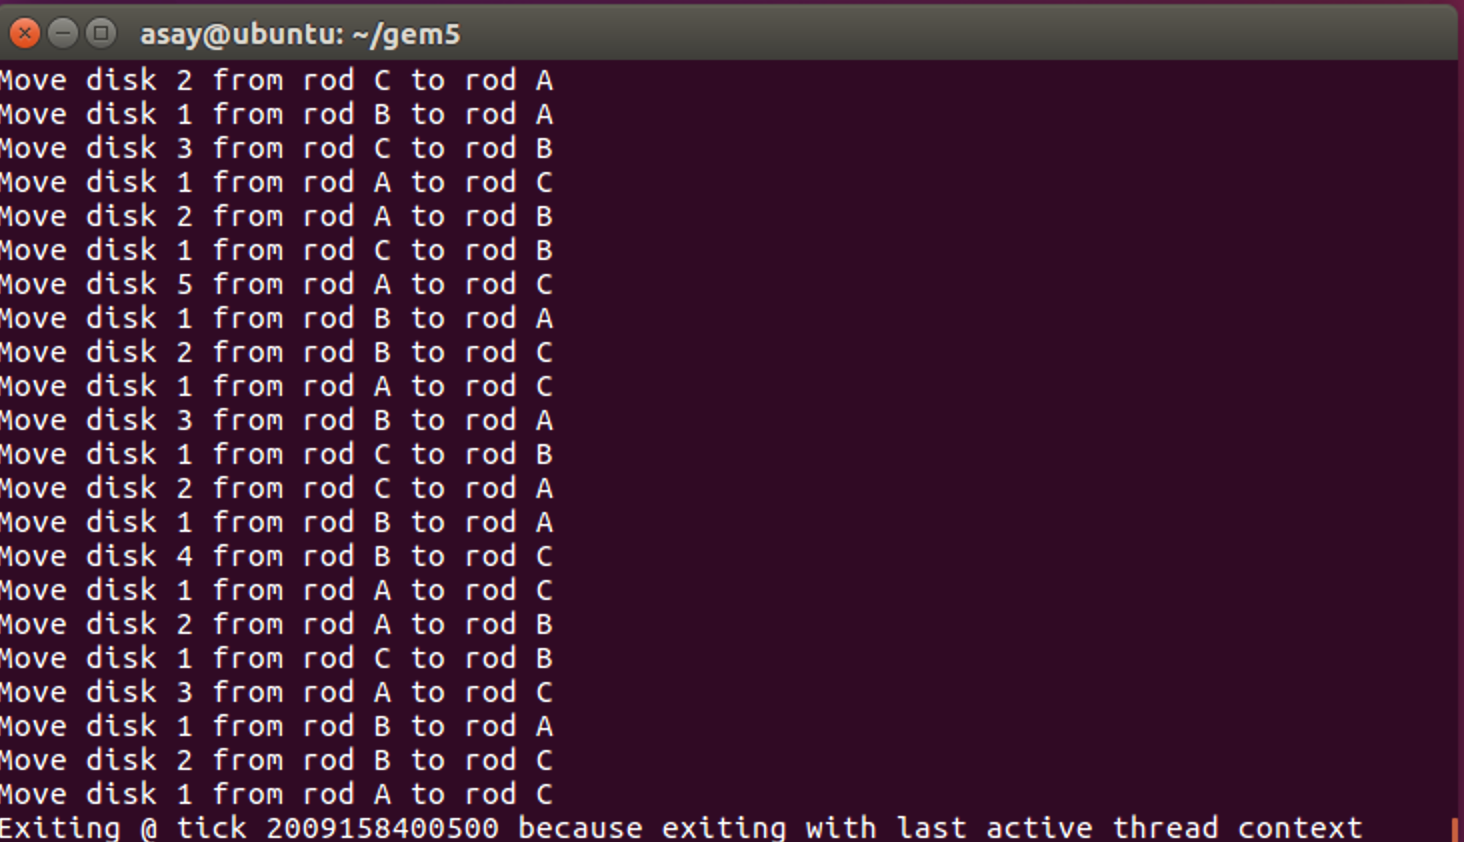 asay@ubuntu: ~/gem5
Move disk 2 from rod C to rod A
Move disk 1 from rod B to rod A
Move disk 3 from rod C to rod B
Move disk 1 from rod A to rod C
Move disk 2 from rod A to rod B
Move disk 1 from rod C to rod B
Move disk 5 from rod A to rod C
Move disk 1 from rod B to rod A
Move disk 2 from rod B to rod C
Move disk 1 from rod A to rod C
Move disk 3 from rod B to rod A
Move disk 1 from rod C to rod B
Move disk 2 from rod C to rod A
Move disk 1 from rod B to rod A
Move disk 4 from rod B to rod C
Move disk 1 from rod A to rod C
Move disk 2 from rod A to rod B
Move disk 1 from rod C to rod B
Move disk 3 from rod A to rod C
Move disk 1 from rod B to rod A
Move disk 2 from rod B to rod C
Move disk 1 from rod A to rod C
Exiting @ tick 2009158400500 because exiting with last active thread context